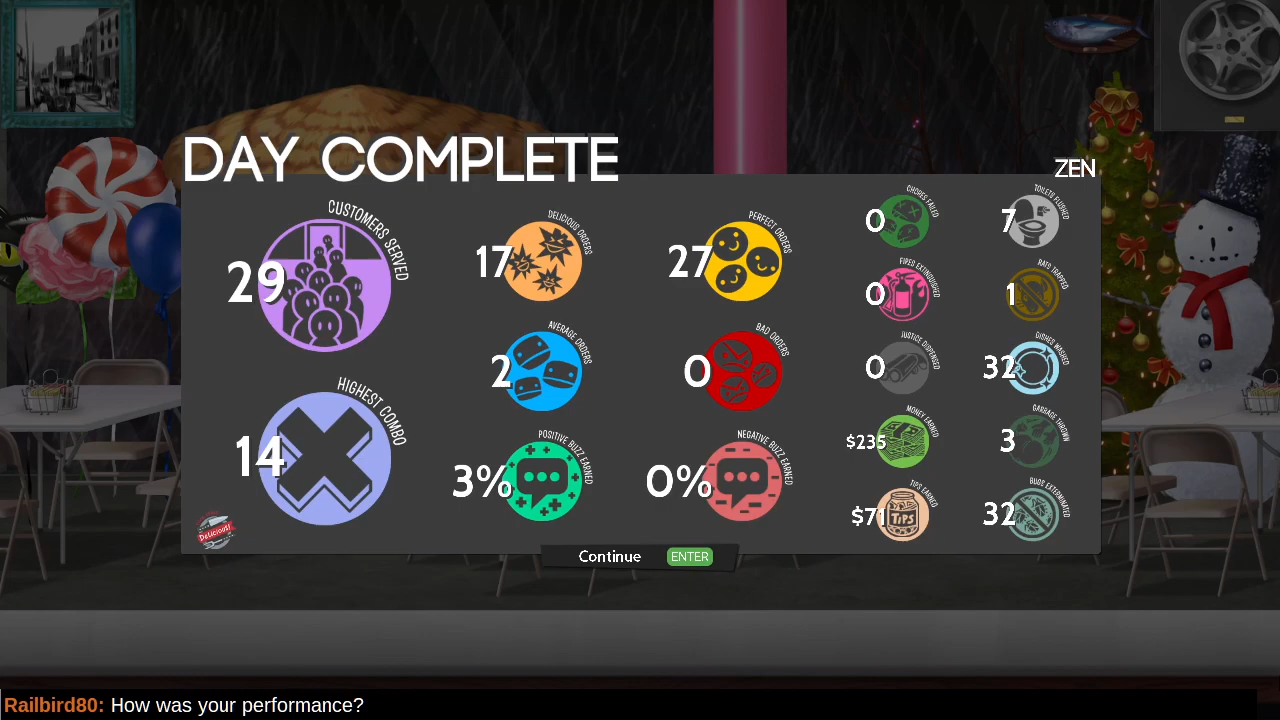 DAY COMPLETE
ZEN
CUSTOMERS SERVED
29
HIGHEST COMBO
14
Delicious!
DELICIOUS ORDERS
17
PERFECT ORDERS
27
AVERAGE ORDERS
2
BAD ORDERS
0
POSITIVE BUZZ EARNED
3%
NEGATIVE BUZZ EARNED
0%
CHORES FAILED
0
TOILETS FLUSHED
7
FIRES EXTINGUISHED
0
RATS TRAPPED
1
JUSTICE DISPENSED
0
DISHES WASHED
32
MONEY EARNED
$235
GARBAGE THROWN
3
TIPS EARNED
$71
TIPS
BUGS EXTERMINATED
32
Continue ENTER
Railbird80: How was your performance?